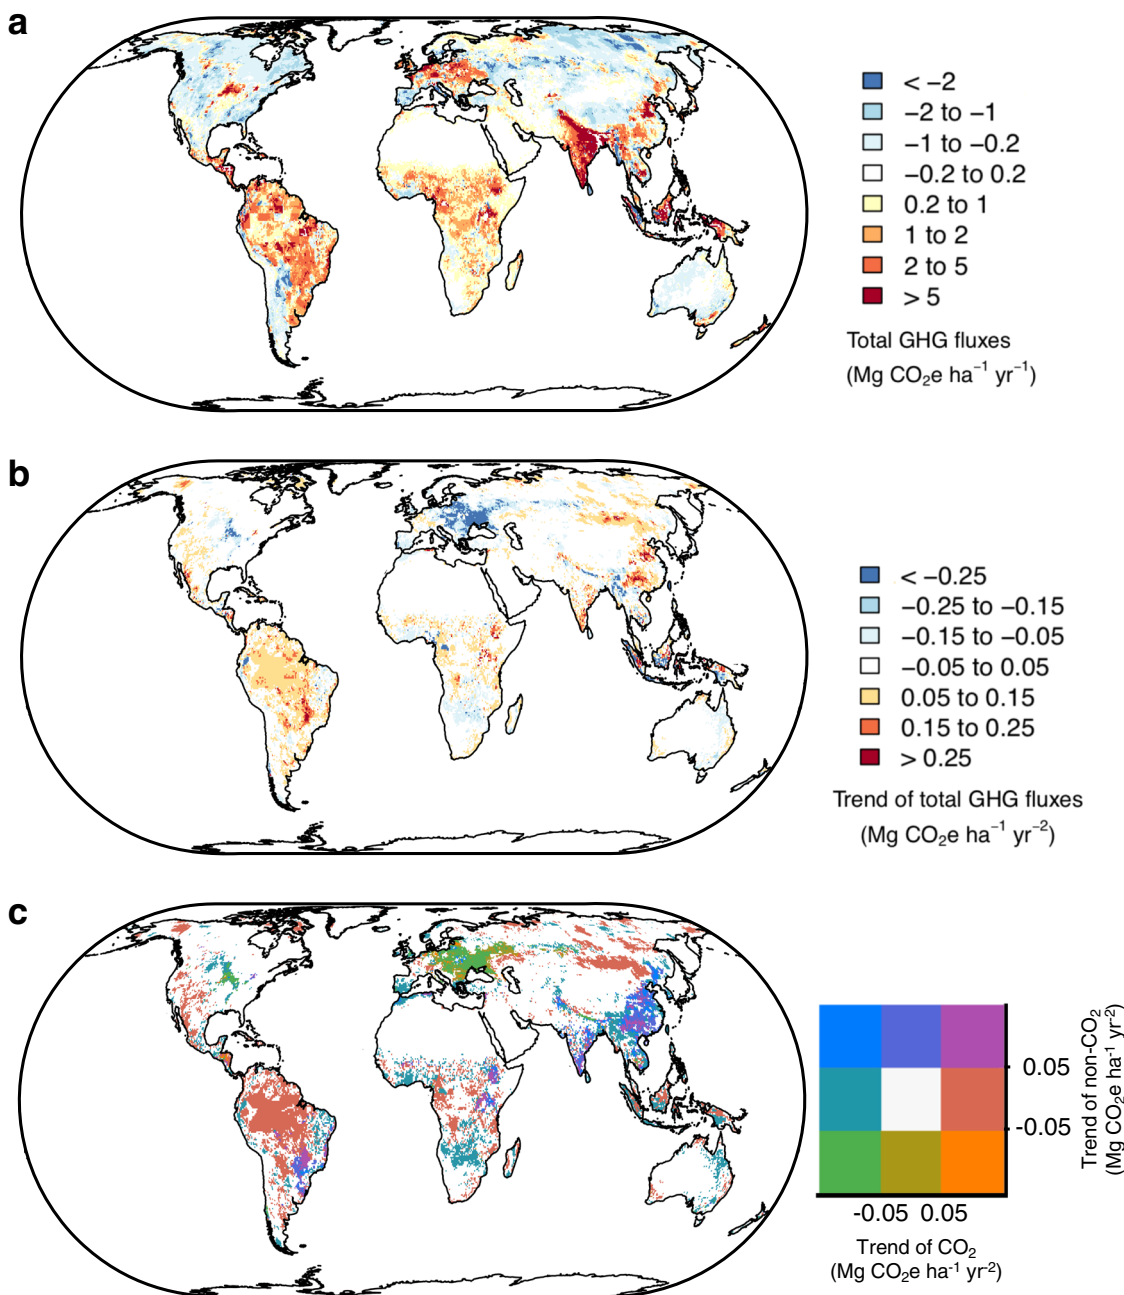 a
< −2
−2 to −1
−1 to −0.2
−0.2 to 0.2
0.2 to 1
1 to 2
2 to 5
> 5
Total GHG fluxes
(Mg CO₂e ha⁻¹ yr⁻¹)
b
< −0.25
−0.25 to −0.15
−0.15 to −0.05
−0.05 to 0.05
0.05 to 0.15
0.15 to 0.25
> 0.25
Trend of total GHG fluxes
(Mg CO₂e ha⁻¹ yr⁻²)
c
0.05
-0.05
Trend of non-CO₂
(Mg CO₂e ha⁻¹ yr⁻²)
-0.05 0.05
Trend of CO₂
(Mg CO₂e ha⁻¹ yr⁻²)